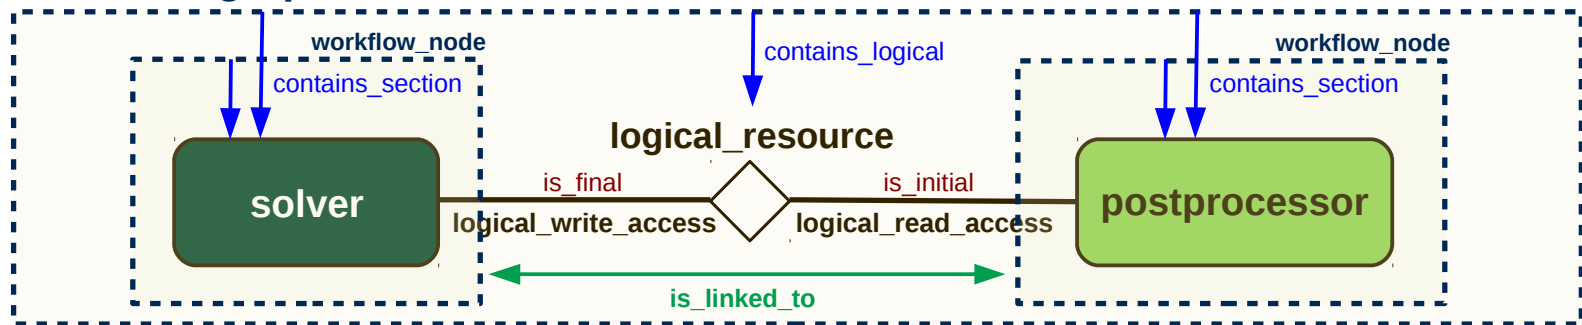 workflow_node
workflow_node
contains_logical
contains_section
contains_section
logical_resource
is_final
is_initial
solver
postprocessor
logical_write_access
logical_read_access
is_linked_to